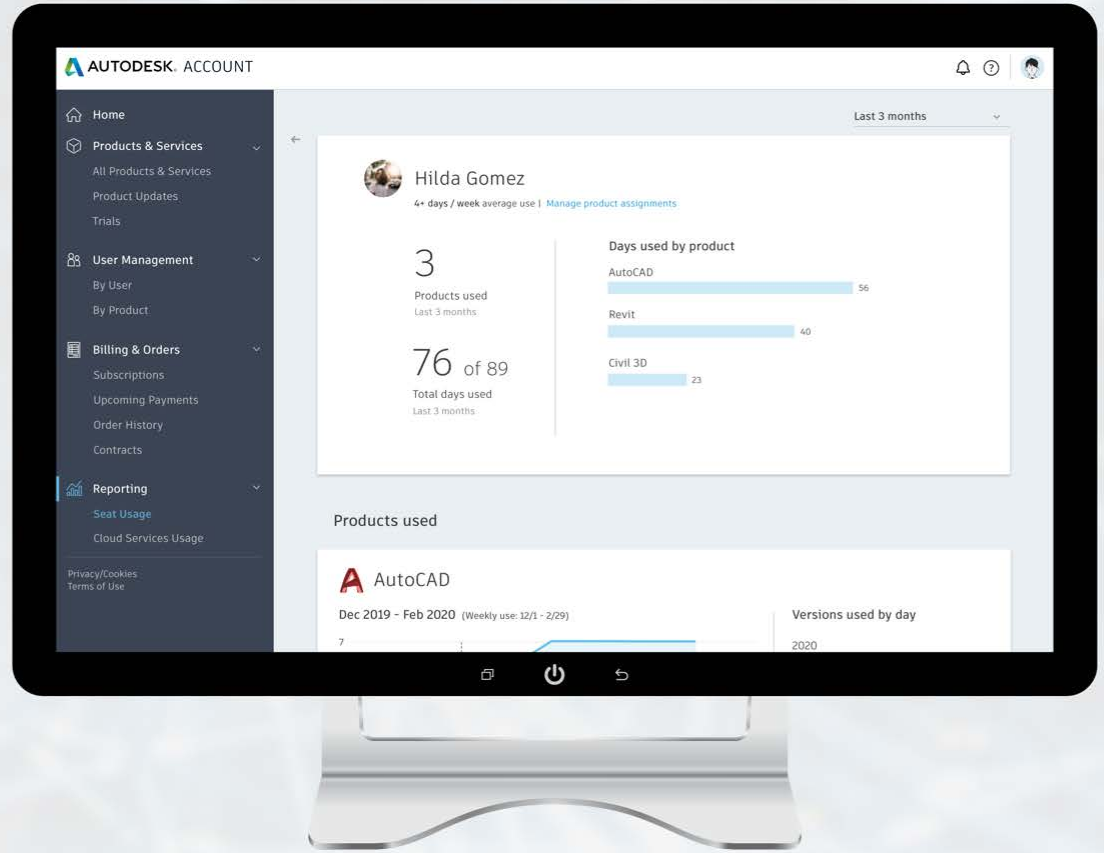 AUTODESK. ACCOUNT
Home
Products & Services
All Products & Services
Product Updates
Trials
User Management
By User
By Product
Billing & Orders
Subscriptions
Upcoming Payments
Order History
Contracts
Reporting
Seat Usage
Cloud Services Usage
Privacy/Cookies
Terms of Use
Last 3 months
Hilda Gomez
4+ days / week average use | Manage product assignments
3
Products used
Last 3 months
76 of 89
Total days used
Last 3 months
Days used by product
AutoCAD
56
Revit
40
Civil 3D
23
Products used
AutoCAD
Dec 2019 - Feb 2020 (Weekly use: 12/1 - 2/29)
7
Versions used by day
2020